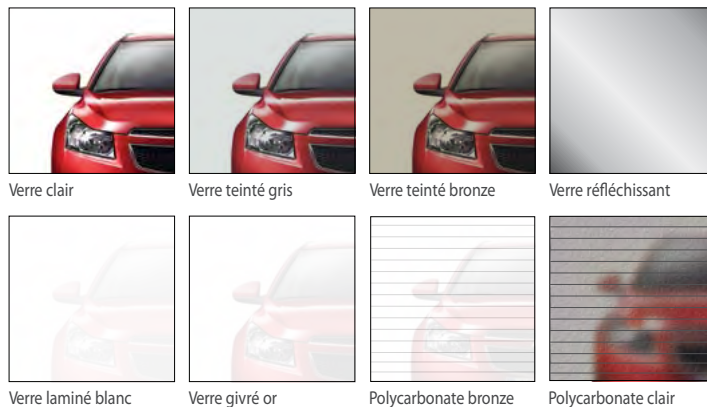 Verre clair
Verre teinté gris
Verre teinté bronze
Verre réfléchissant
Verre laminé blanc
Verre givré or
Polycarbonate bronze
Polycarbonate clair